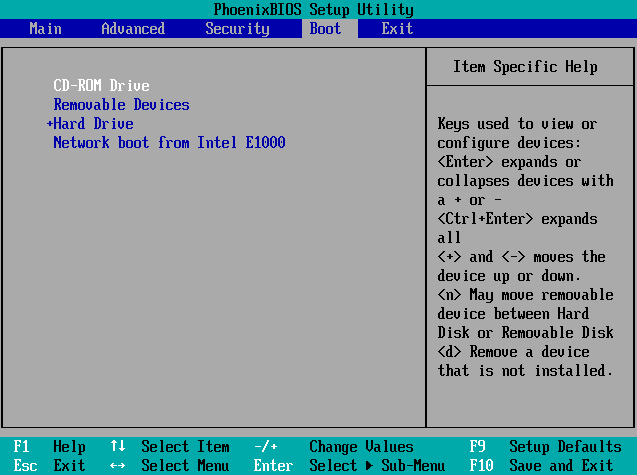 PhoenixBIOS Setup Utility
Main Advanced Security Boot Exit
CD-ROM Drive
Removable Devices
+Hard Drive
Network boot from Intel E1000
Item Specific Help
Keys used to view or
configure devices:
<Enter> expands or
collapses devices with
a + or -
<Ctrl+Enter> expands
all
<+> and <-> moves the
device up or down.
<n> May move removable
device between Hard
Disk or Removable Disk
<d> Remove a device
that is not installed.
F1 Help ↑↓ Select Item -/+ Change Values F9 Setup Defaults
Esc Exit ↔ Select Menu Enter Select ▶ Sub-Menu F10 Save and Exit